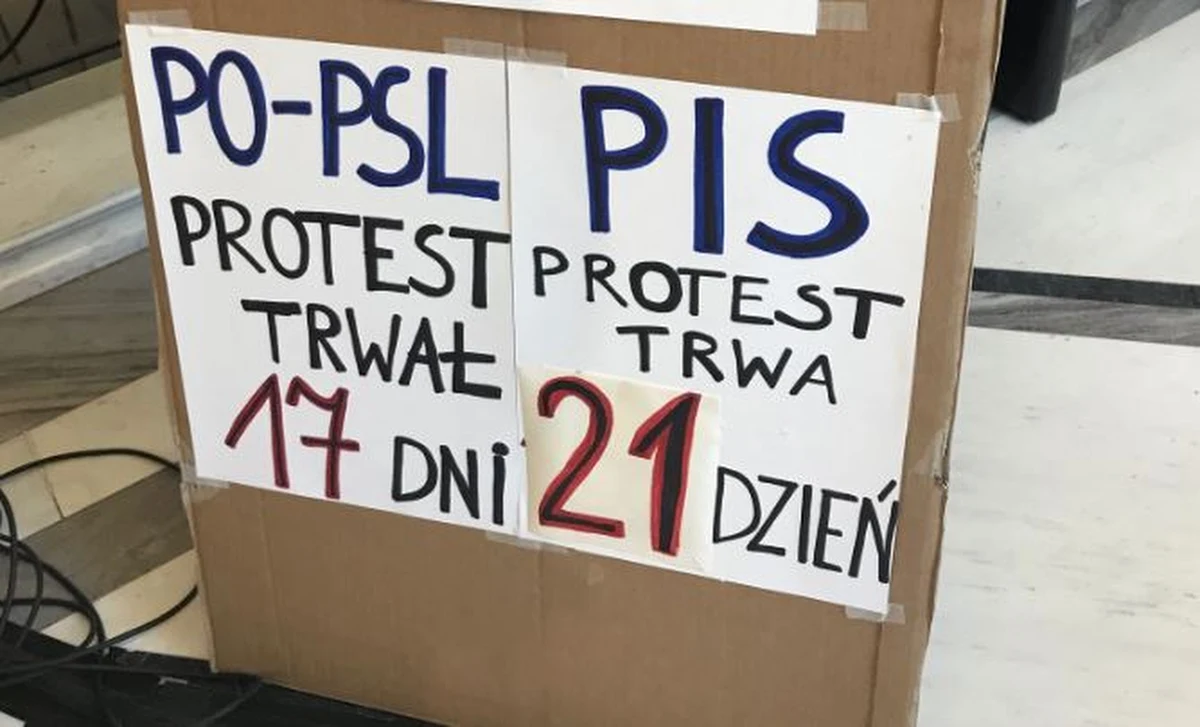 PO-PSL
PROTEST
TRWAŁ
17 DNI
PIS
PROTEST
TRWA
21 DZIEŃ